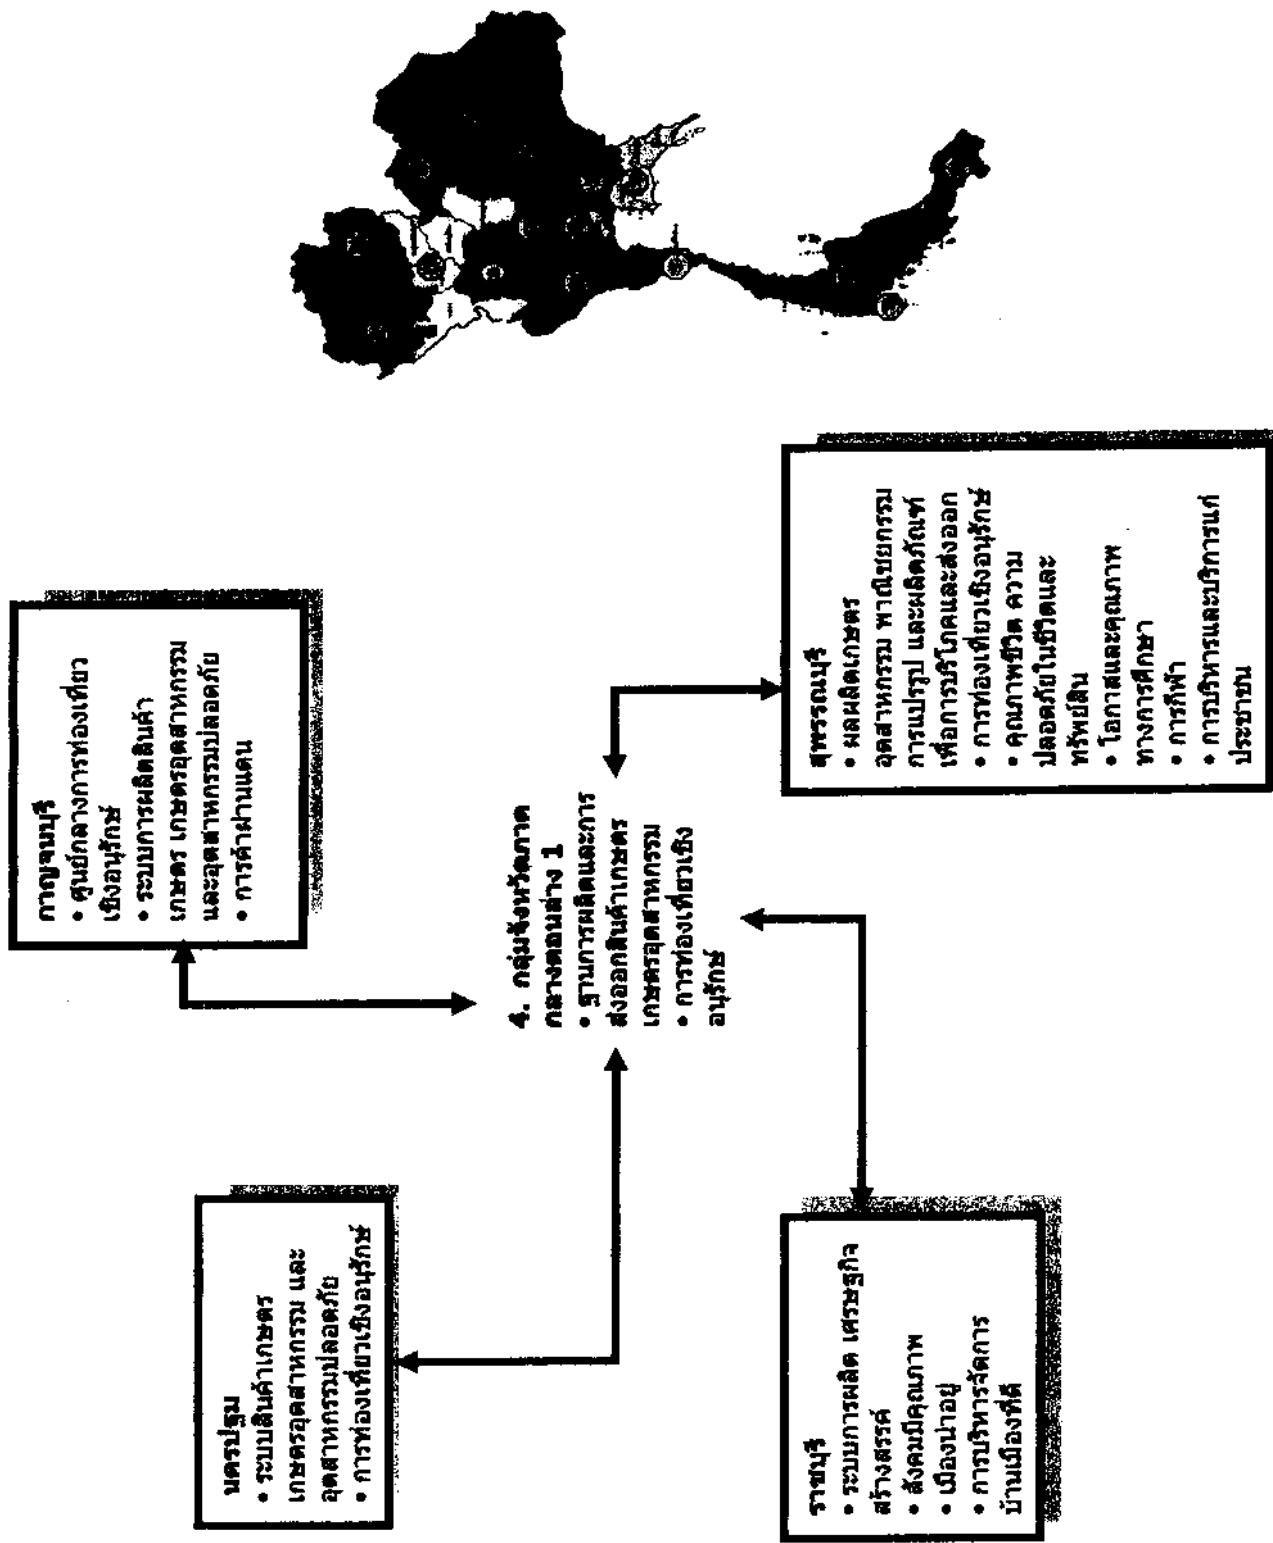 นครปฐม
• ระบบสินค้าเกษตร
เกษตรอุตสาหกรรม และ
อุตสาหกรรมปลอดภัย
• การท่องเที่ยวเชิงอนุรักษ์
กาญจนบุรี
• ศูนย์กลางการท่องเที่ยว
เชิงอนุรักษ์
• ระบบการผลิตสินค้า
เกษตร เกษตรอุตสาหกรรม
และอุตสาหกรรมปลอดภัย
• การค้าผ่านแดน
4. กลุ่มจังหวัดภาค
กลางตอนล่าง 1
• ฐานการผลิตและการ
ส่งออกสินค้าเกษตร
เกษตรอุตสาหกรรม
• การท่องเที่ยวเชิง
อนุรักษ์
ราชบุรี
• ระบบการผลิต เศรษฐกิจ
สร้างสรรค์
• สังคมมีคุณภาพ
• เมืองน่าอยู่
• การบริหารจัดการ
บ้านเมืองที่ดี
สุพรรณบุรี
• ผลผลิตเกษตร
อุตสาหกรรม พาณิชยกรรม
การแปรรูป และผลิตภัณฑ์
เพื่อการบริโภคและส่งออก
• การท่องเที่ยวเชิงอนุรักษ์
• คุณภาพชีวิต ความ
ปลอดภัยในชีวิตและ
ทรัพย์สิน
• โอกาสและคุณภาพ
ทางการศึกษา
• การกีฬา
• การบริหารและบริการแก่
ประชาชน